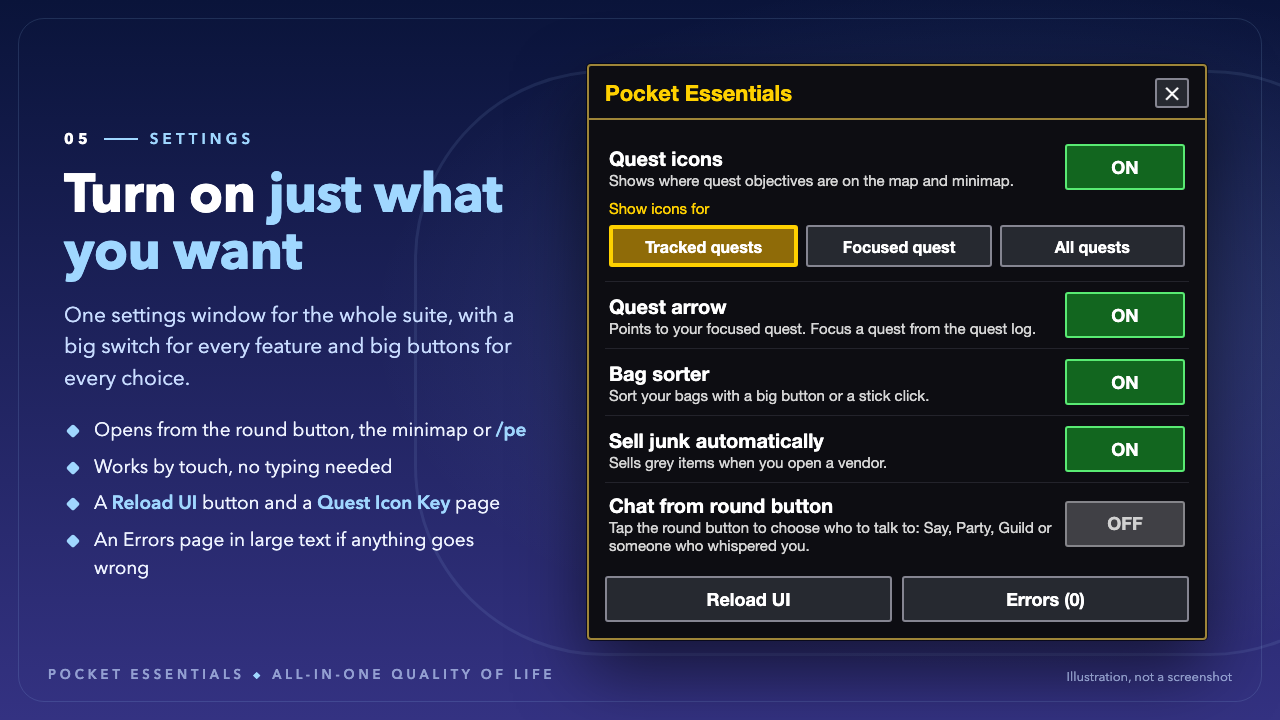 05 — SETTINGS
Turn on just what
you want
One settings window for the whole suite, with a
big switch for every feature and big buttons for
every choice.
Opens from the round button, the minimap or /pe
Works by touch, no typing needed
A Reload UI button and a Quest Icon Key page
An Errors page in large text if anything goes
wrong
Pocket Essentials
Quest icons
Shows where quest objectives are on the map and minimap.
ON
Show icons for
Tracked quests
Focused quest
All quests
Quest arrow
Points to your focused quest. Focus a quest from the quest log.
ON
Bag sorter
Sort your bags with a big button or a stick click.
ON
Sell junk automatically
Sells grey items when you open a vendor.
ON
Chat from round button
Tap the round button to choose who to talk to: Say, Party, Guild or
someone who whispered you.
OFF
Reload UI
Errors (0)
POCKET ESSENTIALS ◆ ALL-IN-ONE QUALITY OF LIFE
Illustration, not a screenshot